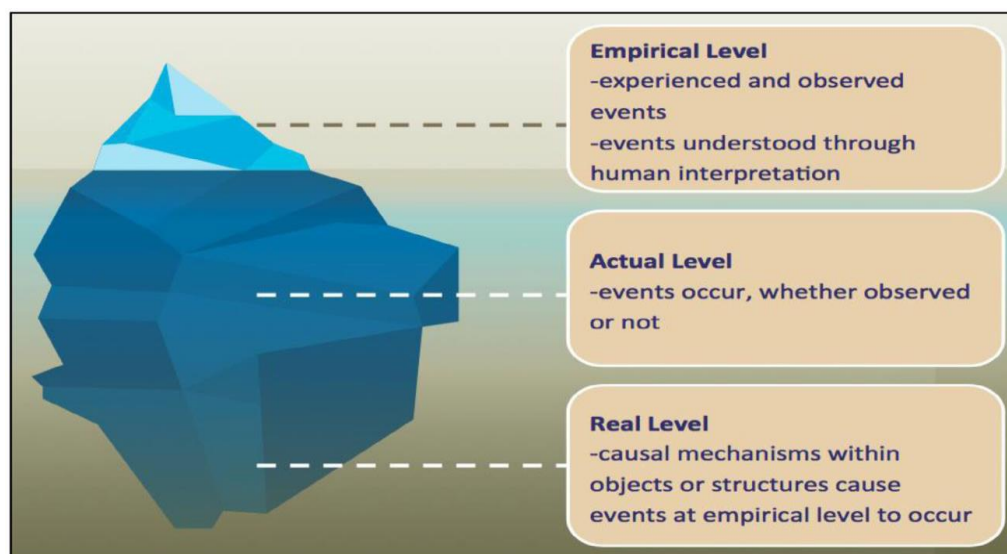 Empirical Level
-experienced and observed
events
-events understood through
human interpretation
Actual Level
-events occur, whether observed
or not
Real Level
-causal mechanisms within
objects or structures cause
events at empirical level to occur